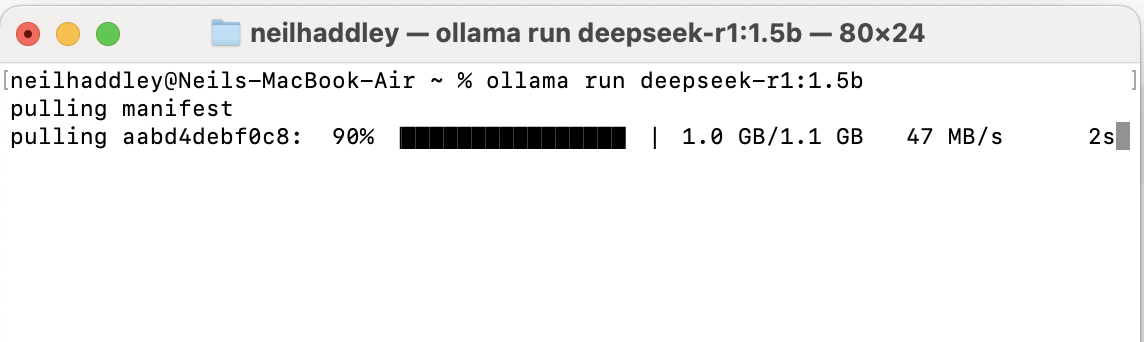 neilhaddley — ollama run deepseek-r1:1.5b — 80×24
[neilhaddley@Neils-MacBook-Air ~ % ollama run deepseek-r1:1.5b ]
pulling manifest
pulling aabd4debf0c8:  90% ▕███████████████ | 1.0 GB/1.1 GB   47 MB/s      2s